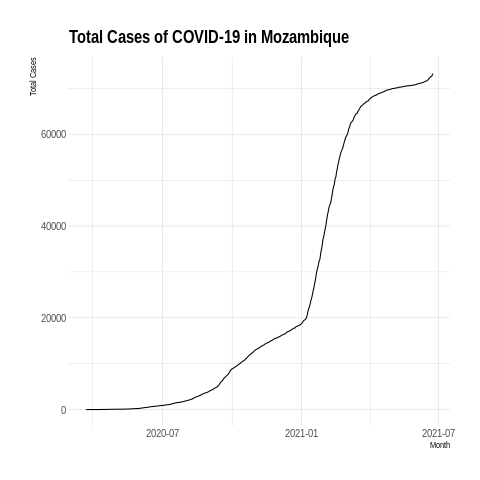 Total Cases of COVID-19 in Mozambique
Total Cases
60000
40000
20000
0
2020-07 2021-01 2021-07
Month